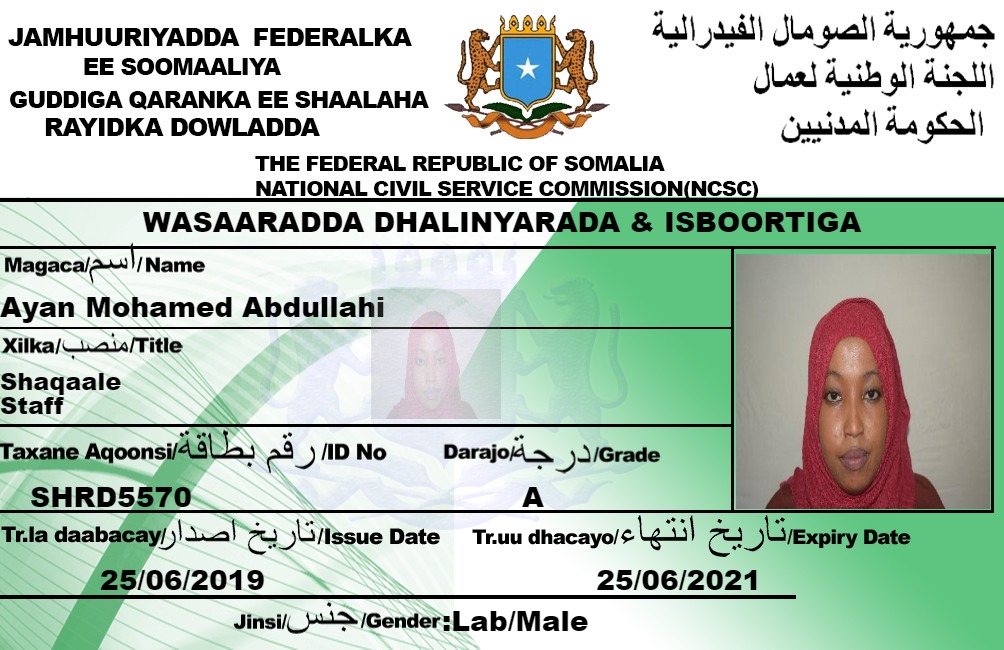 JAMHUURIYADDA FEDERALKA
EE SOOMAALIYA
GUDDIGA QARANKA EE SHAALAHA
RAYIDKA DOWLADDA
جمهورية الصومال الفيدرالية
اللجنة الوطنية لعمال
الحكومة المدنيين
THE FEDERAL REPUBLIC OF SOMALIA
NATIONAL CIVIL SERVICE COMMISSION(NCSC)
WASAARADDA DHALINYARADA & ISBOORTIGA
Magaca/اسم/Name
Ayan Mohamed Abdullahi
Xilka/منصب/Title
Shaqaale
Staff
Taxane Aqoonsi/رقم بطاقة/ID No
Darajo/درجة/Grade
SHRD5570
A
Tr.la daabacay/تاريخ اصدار/Issue Date
Tr.uu dhacayo/تاريخ انتهاء/Expiry Date
25/06/2019
25/06/2021
Jinsi/جنس/Gender:Lab/Male